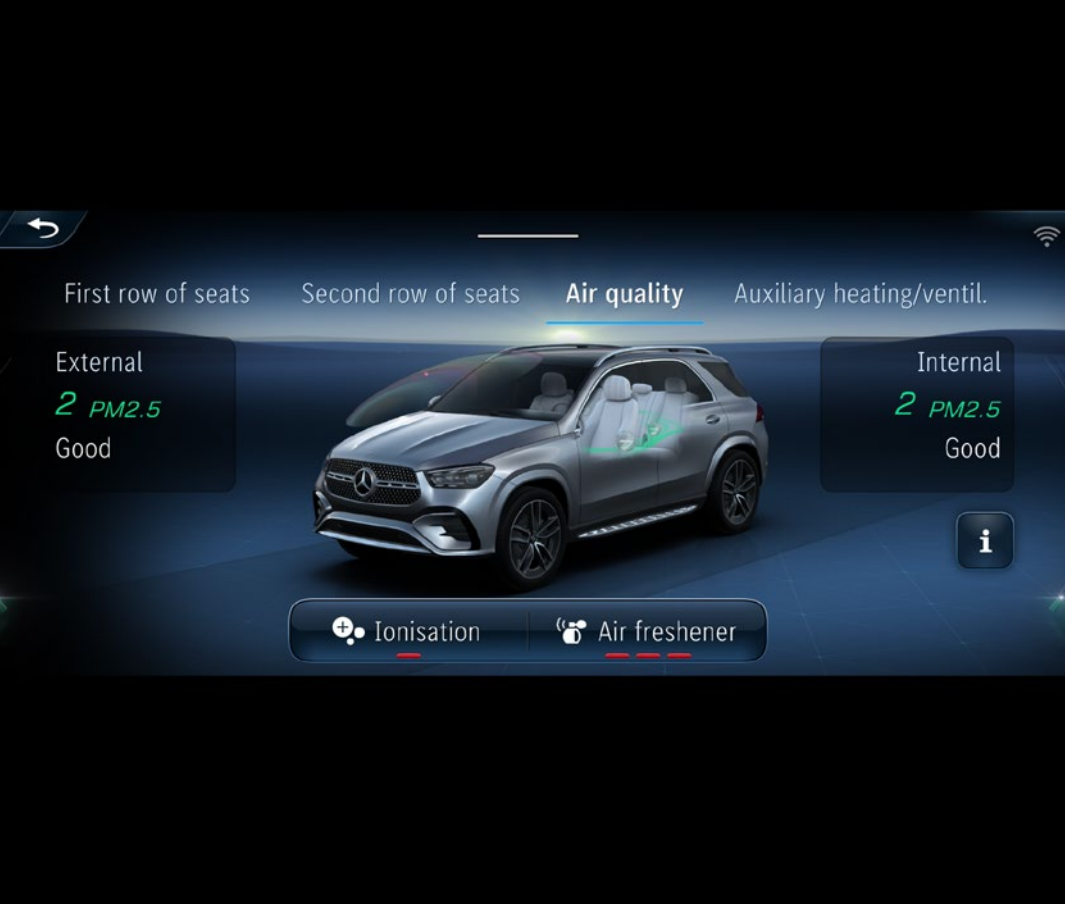 First row of seats
Second row of seats
Air quality
Auxiliary heating/ventil.
External
2 PM2.5
Good
Internal
2 PM2.5
Good
i
Ionisation
Air freshener